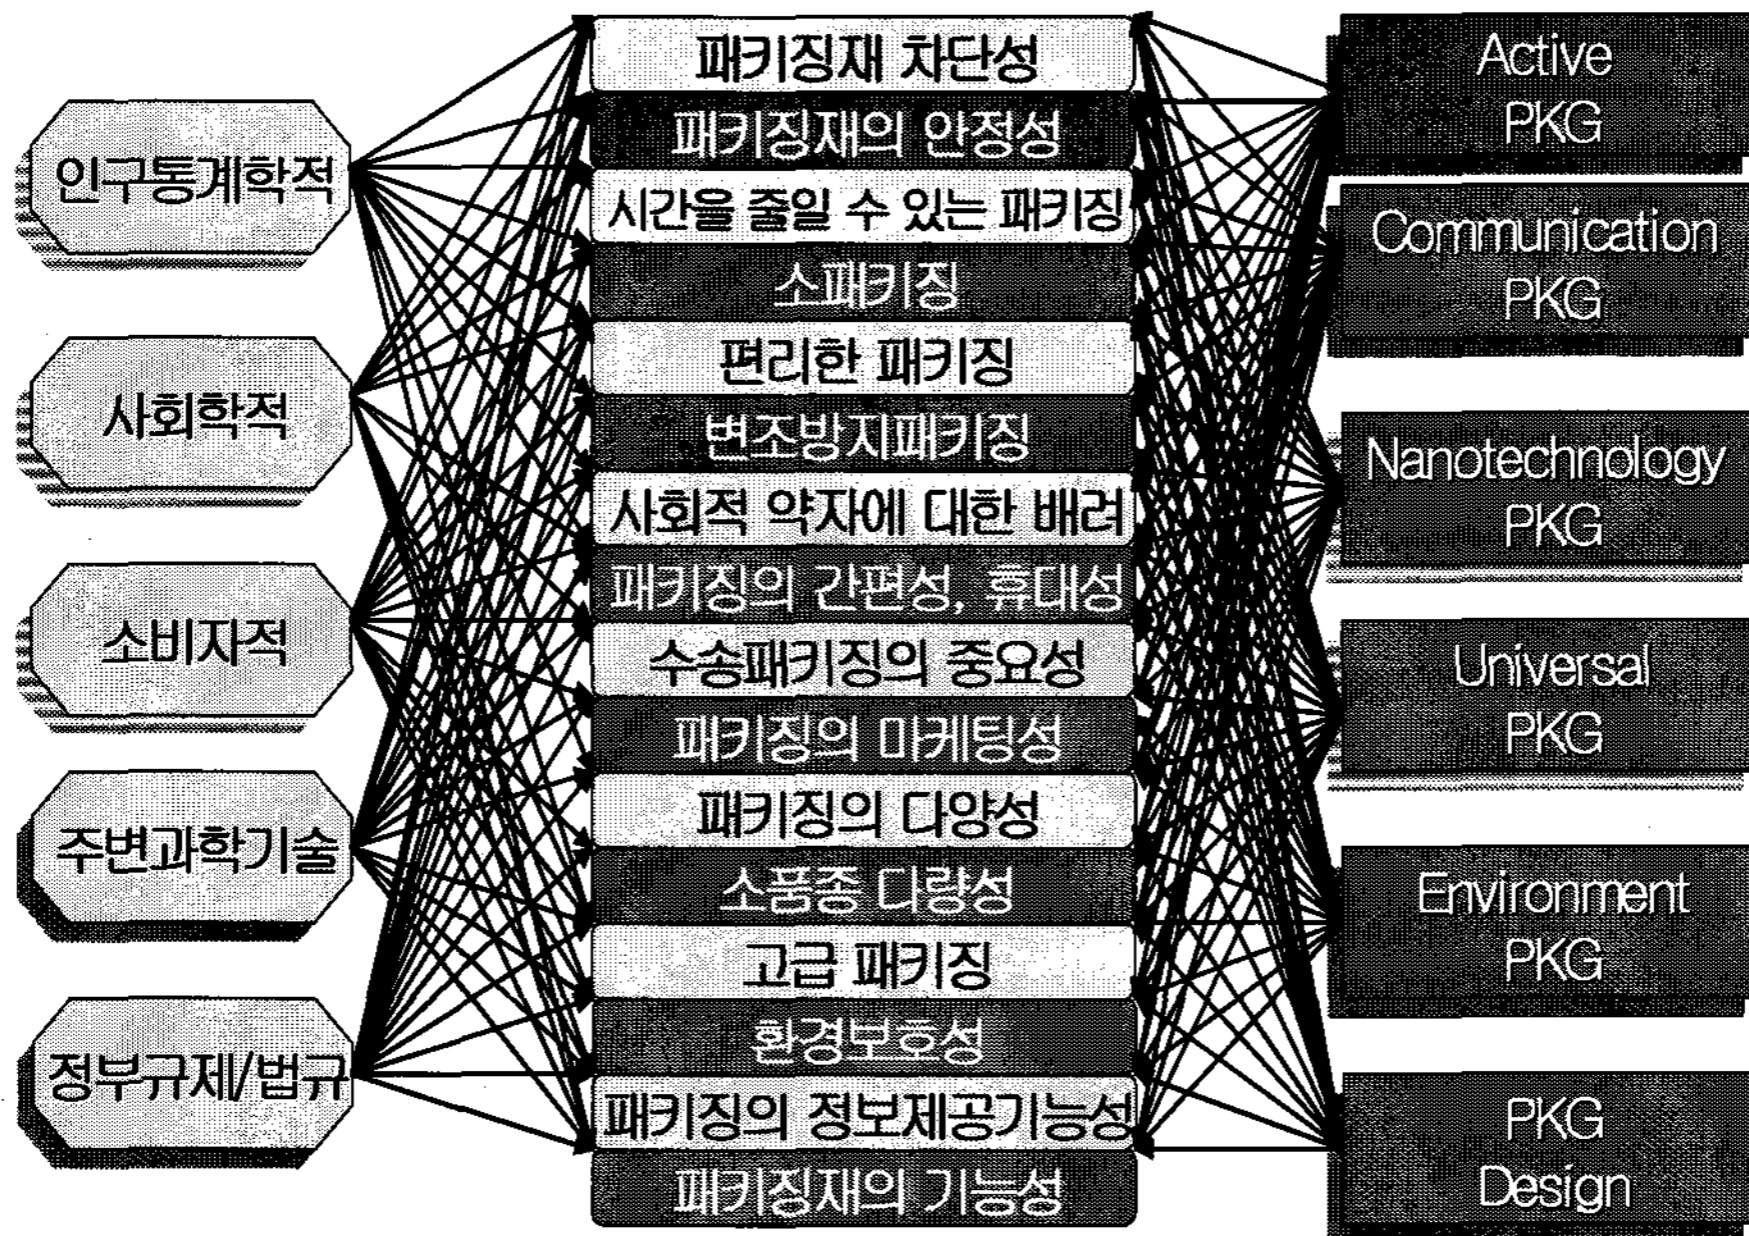 인구통계학적
사회학적
소비자적
주변과학기술
정부규제/법규
패키징재 차단성
패키징재의 안정성
시간을 줄일 수 있는 패키징
소패키징
편리한 패키징
변조방지패키징
사회적 약자에 대한 배려
패키징의 간편성, 휴대성
수송패키징의 중요성
패키징의 마케팅성
패키징의 다양성
소품종 다량성
고급 패키징
환경보호성
패키징의 정보제공기능성
패키징재의 기능성
Active
PKG
Communication
PKG
Nanotechnology
PKG
Universal
PKG
Environment
PKG
PKG
Design